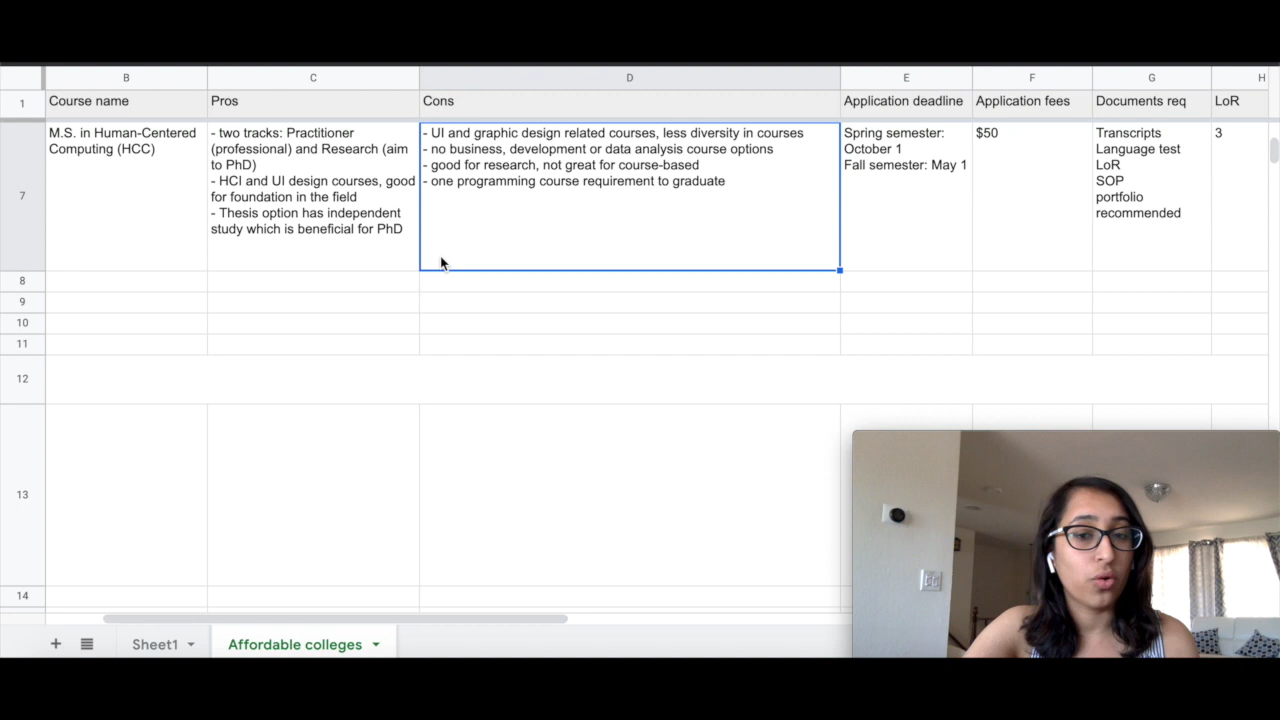 B C D E F G H
1 Course name Pros Cons Application deadline Application fees Documents req LoR
7
M.S. in Human-Centered
Computing (HCC)
- two tracks: Practitioner
(professional) and Research (aim
to PhD)
- HCI and UI design courses, good
for foundation in the field
- Thesis option has independent
study which is beneficial for PhD
- UI and graphic design related courses, less diversity in courses
- no business, development or data analysis course options
- good for research, not great for course-based
- one programming course requirement to graduate
Spring semester:
October 1
Fall semester: May 1
$50
Transcripts
Language test
LoR
SOP
portfolio
recommended
3
8
9
10
11
12
13
14
Sheet1 Affordable colleges